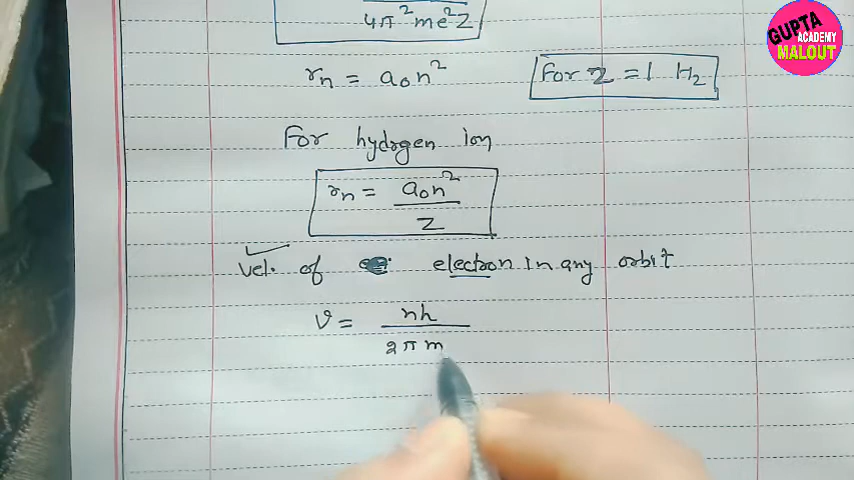 GUPTA
ACADEMY
MALOUT
4π²me²Z
rn = a₀n²
For Z = 1 H₂
For hydrogen ion
rn = a₀n² / Z
Vel. of electron in any orbit
v = nh / 2πm